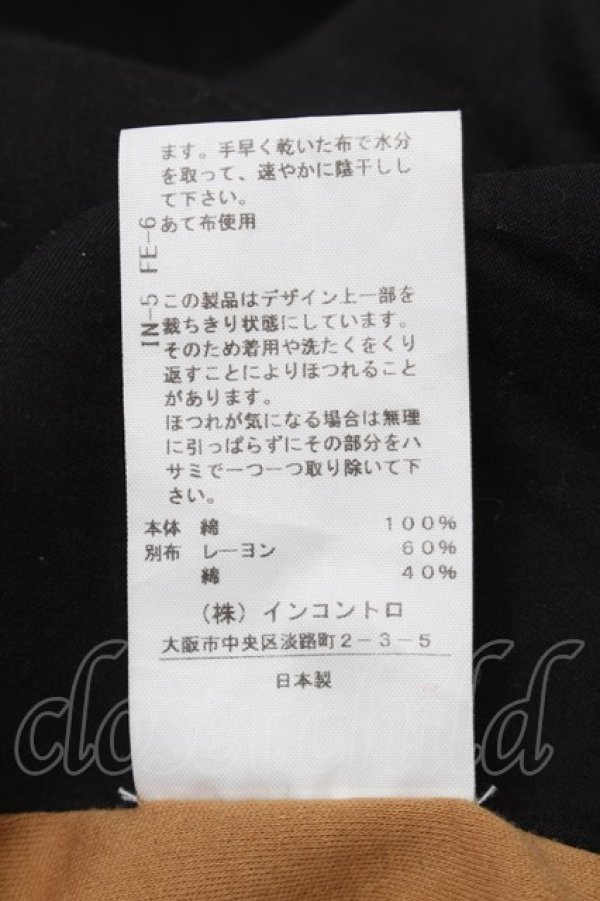 ます。手早く乾いた布で水分
を取って、速やかに陰干しし
て下さい。
あて布使用
IN-5 FE-6
この製品はデザイン上一部を
裁ちきり状態にしています。
そのため着用や洗たくをくり
返すことによりほつれること
があります。
ほつれが気になる場合は無理
に引っぱらずにその部分をハ
サミで一つ一つ取り除いて下
さい。
本体 綿 100%
別布 レーヨン 60%
綿 40%
(株)インコントロ
大阪市中央区淡路町2-3-5
日本製
closet child